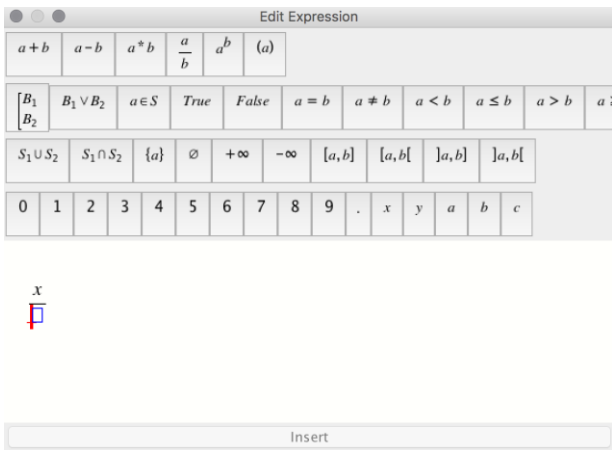 Edit Expression
a+b a-b a*b a/b a^b (a)
[B₁ B₂ B₁∨B₂ a∈S True False a = b a ≠ b a < b a ≤ b a > b a
S₁∪S₂ S₁∩S₂ {a} ∅ +∞ -∞ [a,b] [a,b[ ]a,b] ]a,b[
0 1 2 3 4 5 6 7 8 9 . x y a b c
x
Insert